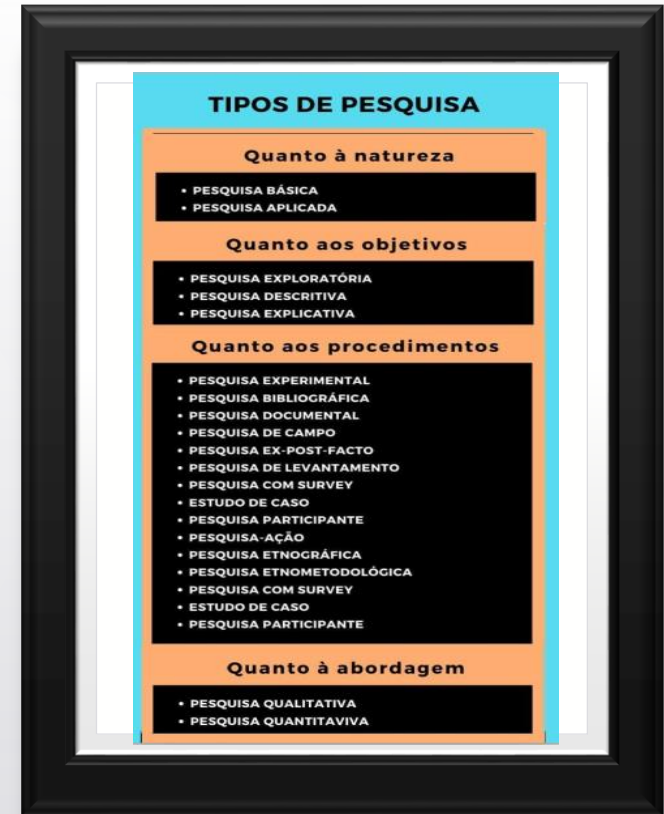 TIPOS DE PESQUISA
Quanto à natureza
• PESQUISA BÁSICA
• PESQUISA APLICADA
Quanto aos objetivos
• PESQUISA EXPLORATÓRIA
• PESQUISA DESCRITIVA
• PESQUISA EXPLICATIVA
Quanto aos procedimentos
• PESQUISA EXPERIMENTAL
• PESQUISA BIBLIOGRÁFICA
• PESQUISA DOCUMENTAL
• PESQUISA DE CAMPO
• PESQUISA EX-POST-FACTO
• PESQUISA DE LEVANTAMENTO
• PESQUISA COM SURVEY
• ESTUDO DE CASO
• PESQUISA PARTICIPANTE
• PESQUISA-AÇÃO
• PESQUISA ETNOGRÁFICA
• PESQUISA ETNOMETODOLÓGICA
• PESQUISA COM SURVEY
• ESTUDO DE CASO
• PESQUISA PARTICIPANTE
Quanto à abordagem
• PESQUISA QUALITATIVA
• PESQUISA QUANTITAVIVA